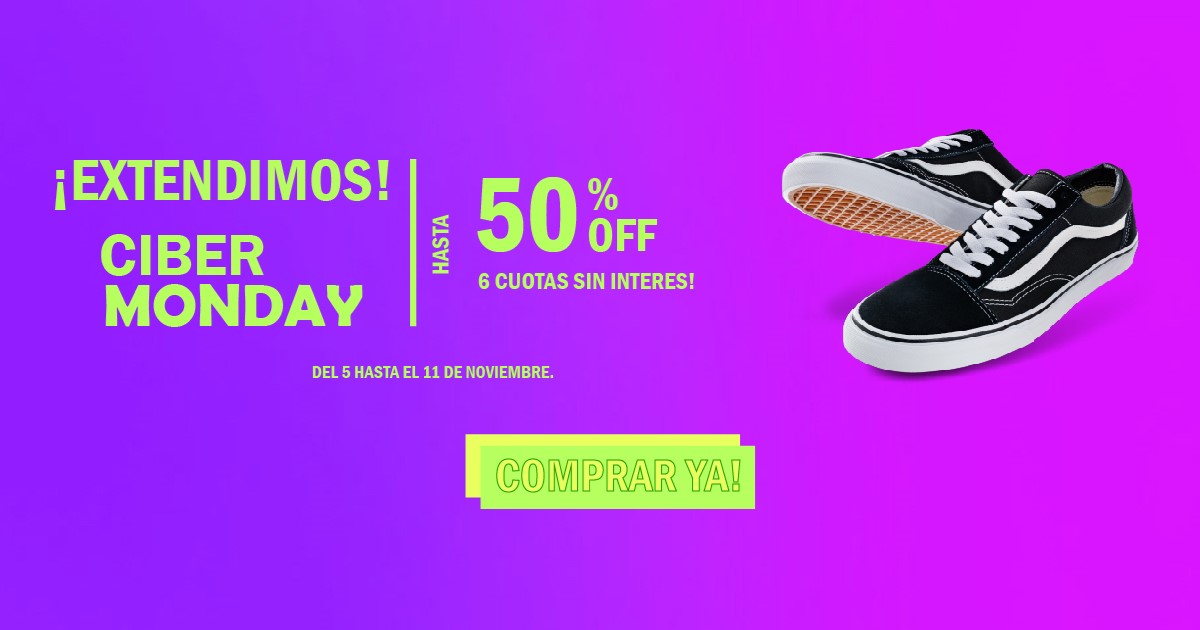 ¡EXTENDIMOS!
CIBER
MONDAY
HASTA
50%
OFF
6 CUOTAS SIN INTERES!
DEL 5 HASTA EL 11 DE NOVIEMBRE.
COMPRAR YA!